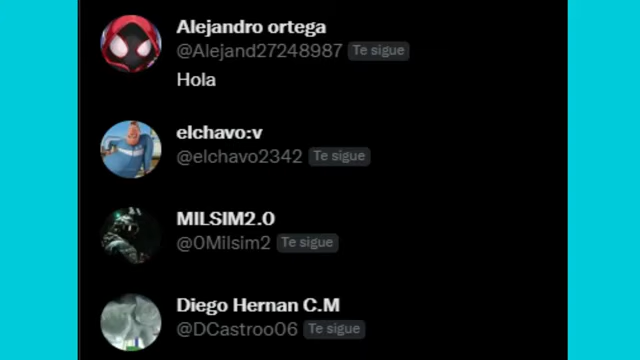 Alejandro ortega
@Alejand27248987 Te sigue
Hola
elchavo:v
@elchavo2342 Te sigue
MILSIM2.0
@0Milsim2 Te sigue
Diego Hernan C.M
@DCastroo06 Te sigue